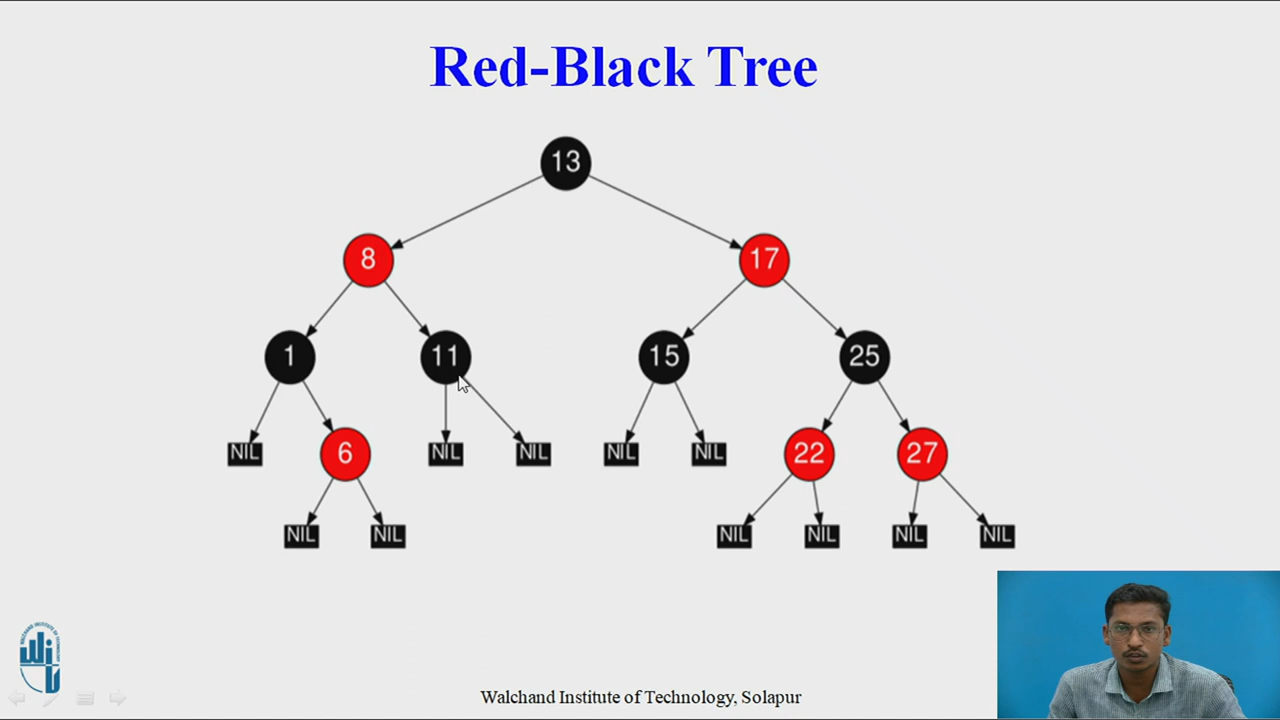 Red-Black Tree
13
8 17
1 11 15 25
NIL 6 NIL NIL NIL NIL 22 27
NIL NIL NIL NIL NIL NIL
Walchand Institute of Technology, Solapur